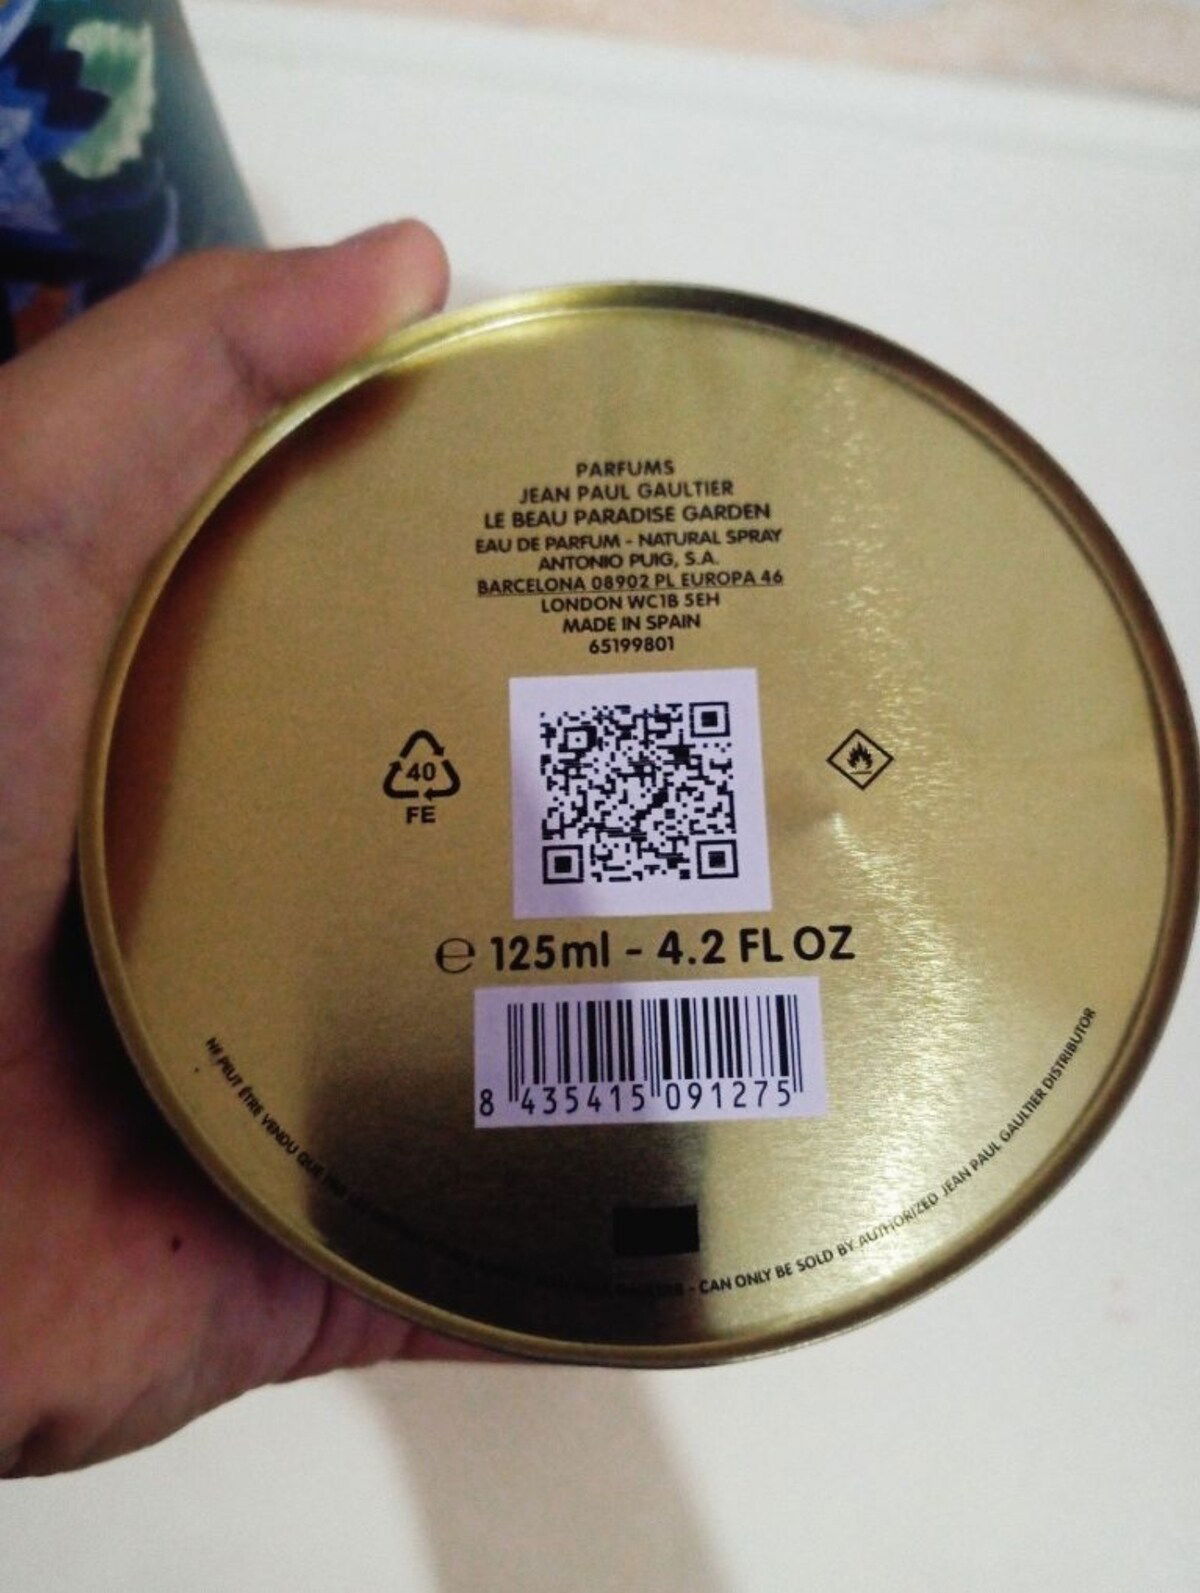 PARFUMS
JEAN PAUL GAULTIER
LE BEAU PARADISE GARDEN
EAU DE PARFUM - NATURAL SPRAY
ANTONIO PUIG, S.A.
BARCELONA 08902 PL EUROPA 46
LONDON WC1B 5EH
MADE IN SPAIN
65199801
40
FE
℮ 125ml - 4.2 FL OZ
8 435415 091275
NE PEUT ÊTRE VENDU QUE PAR - CAN ONLY BE SOLD BY AUTHORIZED JEAN PAUL GAULTIER DISTRIBUTOR